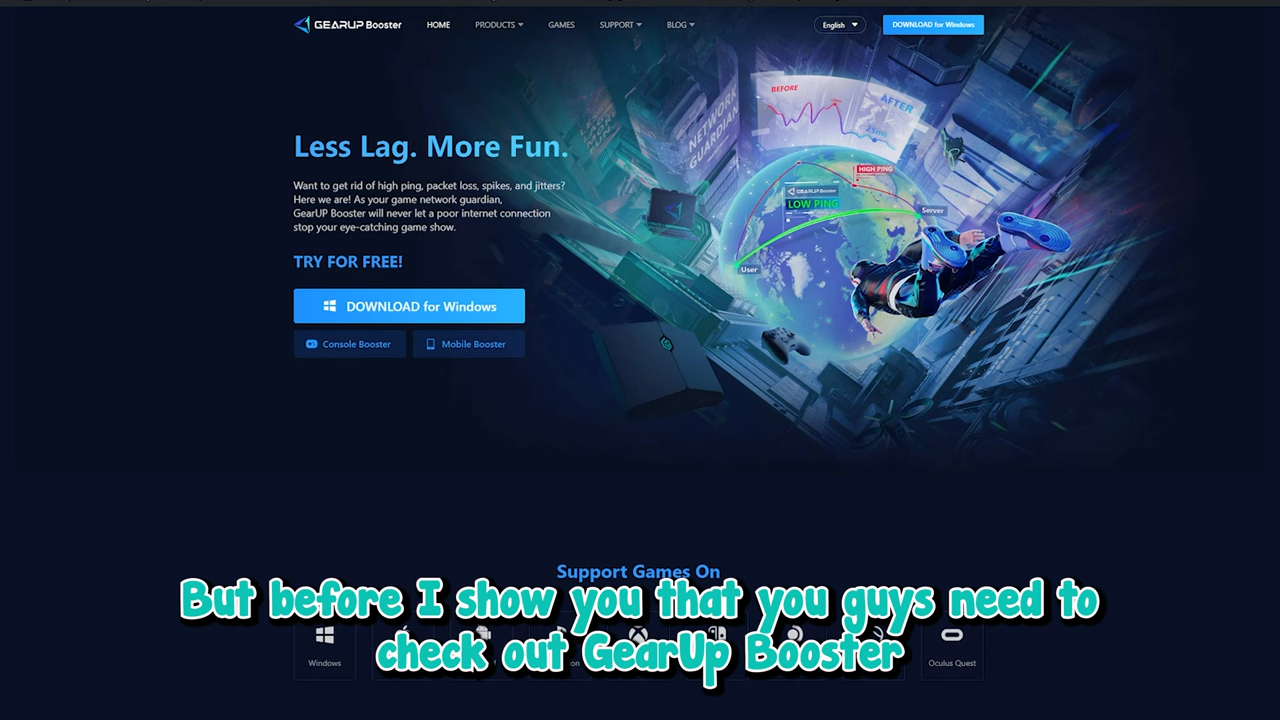 GEARUP Booster
HOME
PRODUCTS
GAMES
SUPPORT
BLOG
English
DOWNLOAD for Windows
BEFORE
AFTER
25ms
NETWORK
GUARDIAN
Less Lag. More Fun.
HIGH PING
GEARUP Booster
LOW PING
Want to get rid of high ping, packet loss, spikes, and jitters?
Here we are! As your game network guardian,
GearUP Booster will never let a poor internet connection
stop your eye-catching game show.
Server
User
TRY FOR FREE!
DOWNLOAD for Windows
Console Booster
Mobile Booster
Support Games On
But before I show you that you guys need to
check out GearUp Booster
Windows
Oculus Quest